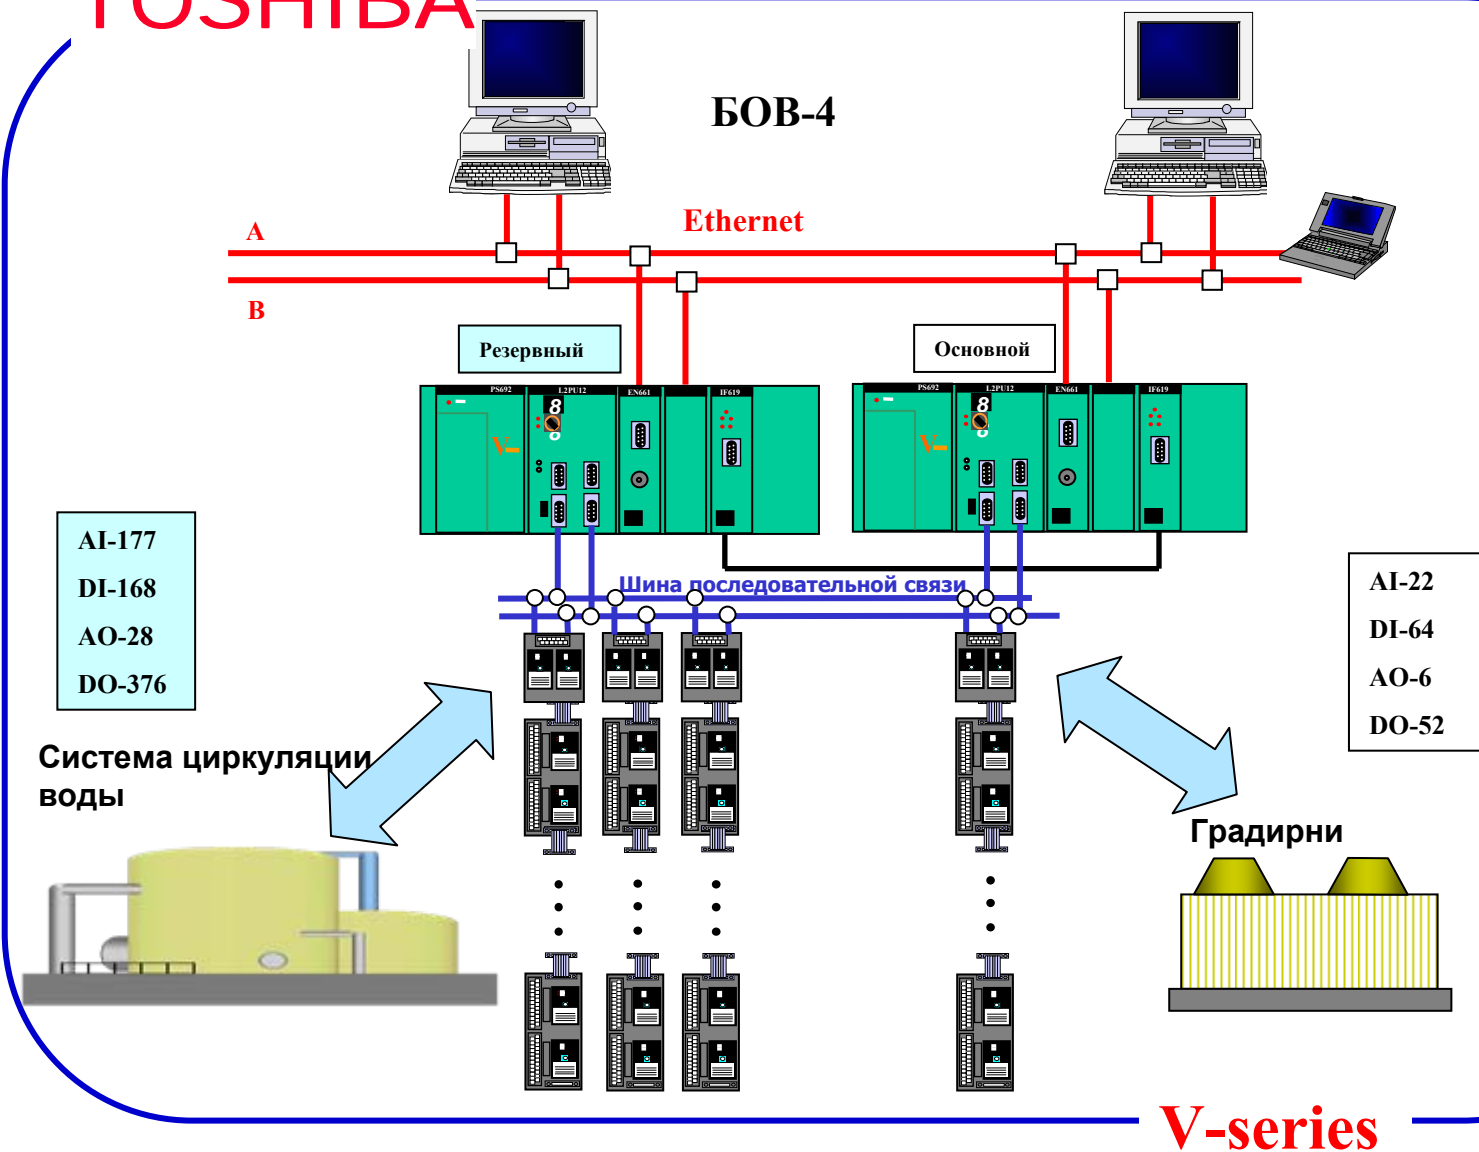 TOSHIBA
БОВ-4
Ethernet
A
B
Резервный
Основной
PS692
L2PU12
EN661
IF619
PS692
L2PU12
EN661
IF619
8
8
V
V
AI-177
DI-168
AO-28
DO-376
Шина последовательной связи
AI-22
DI-64
AO-6
DO-52
Система циркуляции
воды
Градирни
V-series